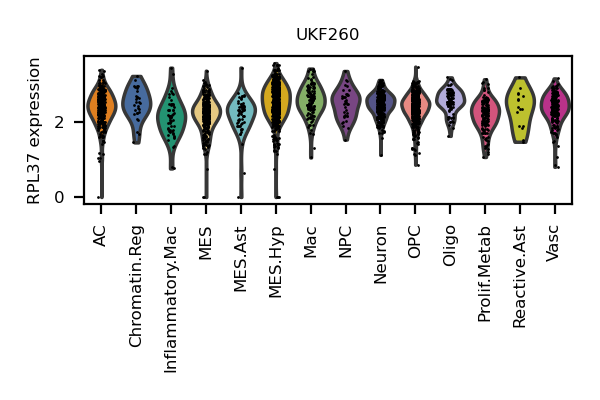 UKF260
RPL37 expression
2
0
AC
Chromatin.Reg
Inflammatory.Mac
MES
MES.Ast
MES.Hyp
Mac
NPC
Neuron
OPC
Oligo
Prolif.Metab
Reactive.Ast
Vasc